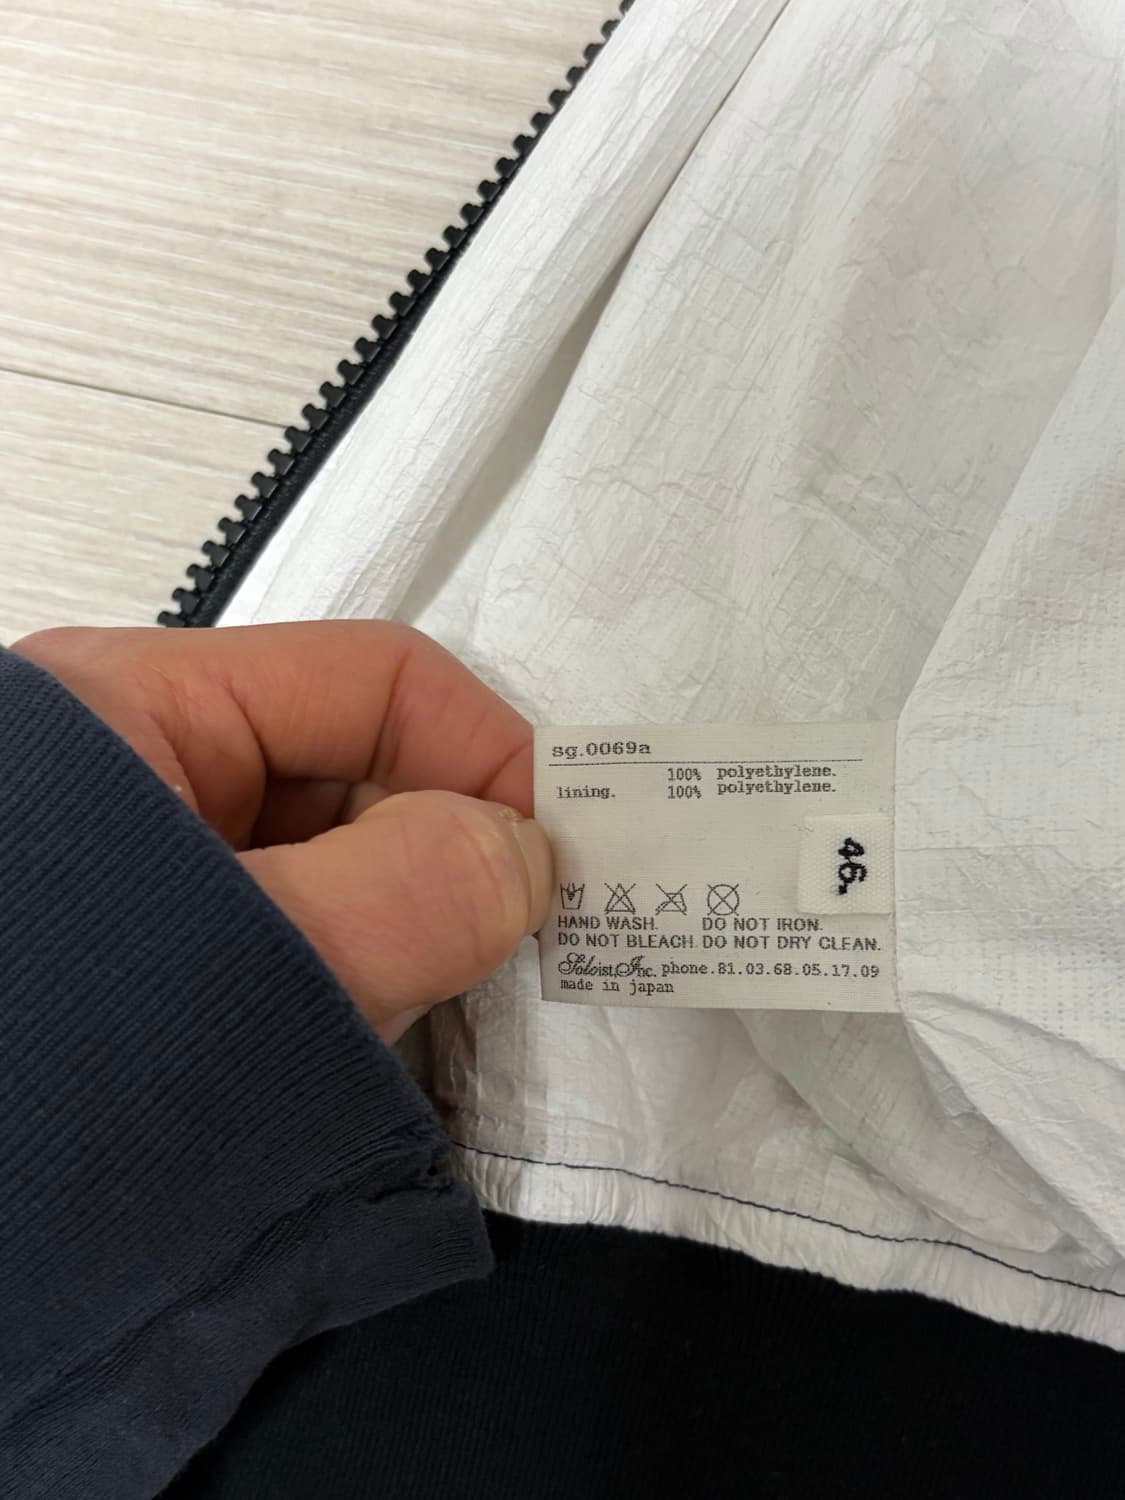 sg.0069a
100% polyethylene.
lining. 100% polyethylene.
46.
HAND WASH. DO NOT IRON.
DO NOT BLEACH. DO NOT DRY CLEAN.
Soloist,Inc. phone.81.03.68.05.17.09
made in japan